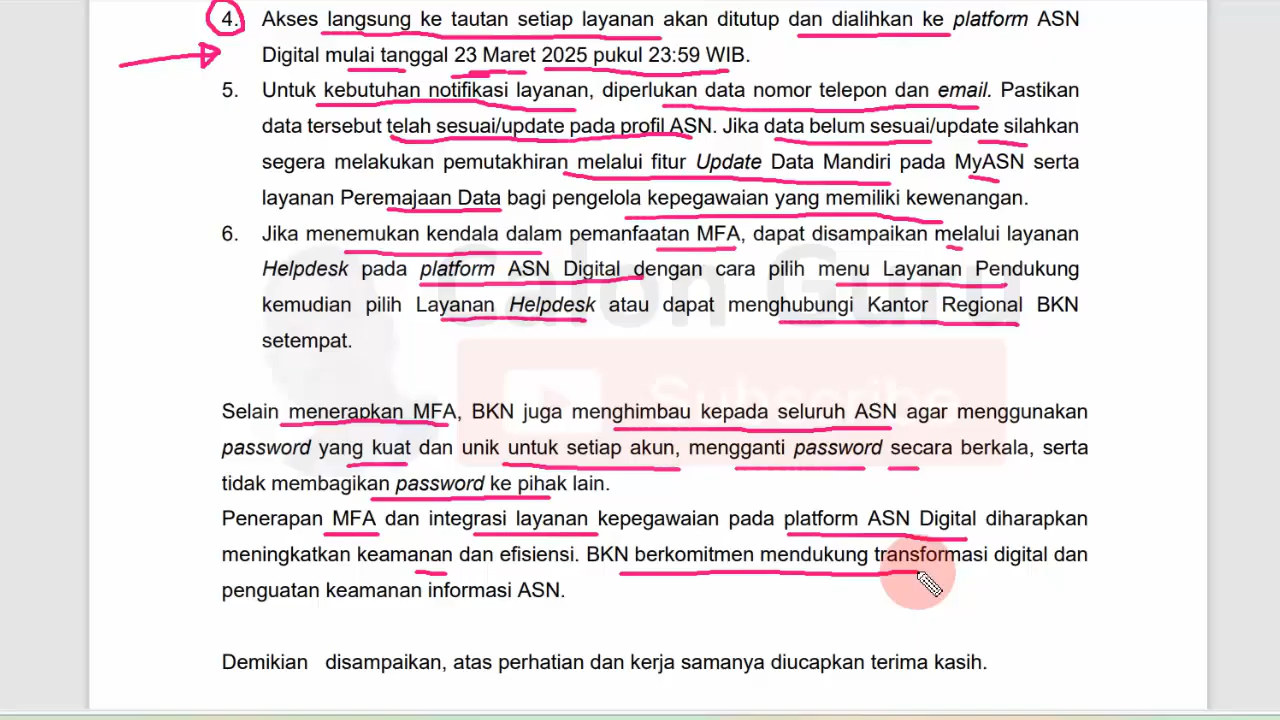 4. Akses langsung ke tautan setiap layanan akan ditutup dan dialihkan ke platform ASN
Digital mulai tanggal 23 Maret 2025 pukul 23:59 WIB.
5. Untuk kebutuhan notifikasi layanan, diperlukan data nomor telepon dan email. Pastikan
data tersebut telah sesuai/update pada profil ASN. Jika data belum sesuai/update silahkan
segera melakukan pemutakhiran melalui fitur Update Data Mandiri pada MyASN serta
layanan Peremajaan Data bagi pengelola kepegawaian yang memiliki kewenangan.
6. Jika menemukan kendala dalam pemanfaatan MFA, dapat disampaikan melalui layanan
Helpdesk pada platform ASN Digital dengan cara pilih menu Layanan Pendukung
kemudian pilih Layanan Helpdesk atau dapat menghubungi Kantor Regional BKN
setempat.
Calon Guru
Subscribe
Selain menerapkan MFA, BKN juga menghimbau kepada seluruh ASN agar menggunakan
password yang kuat dan unik untuk setiap akun, mengganti password secara berkala, serta
tidak membagikan password ke pihak lain.
Penerapan MFA dan integrasi layanan kepegawaian pada platform ASN Digital diharapkan
meningkatkan keamanan dan efisiensi. BKN berkomitmen mendukung transformasi digital dan
penguatan keamanan informasi ASN.
Demikian disampaikan, atas perhatian dan kerja samanya diucapkan terima kasih.